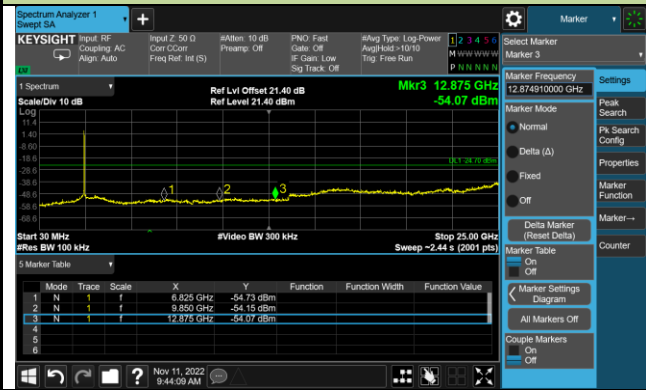 Spectrum Analyzer 1
Swept SA
KEYSIGHT
Input: RF
Coupling: AC
Align: Auto
Input Z: 50 Ω
Corr CCorr
Freq Ref: Int (S)
#Atten: 10 dB
Preamp: Off
PNO: Fast
Gate: Off
IF Gain: Low
Sig Track: Off
#Avg Type: Log-Power
Avg|Hold:>10/10
Trig: Free Run
1 2 3 4 5 6
M W W W W W
P N N N N N
1 Spectrum
Scale/Div 10 dB
Log
Ref Lvl Offset 21.40 dB
Ref Level 21.40 dBm
Mkr3 12.875 GHz
-54.07 dBm
11.4
1.40
-8.60
-18.6
-28.6
-38.6
-48.6
-58.6
-68.6
DL1 -24.70 dBm
1
2
3
Start 30 MHz
#Res BW 100 kHz
#Video BW 300 kHz
Stop 25.00 GHz
Sweep ~2.44 s (2001 pts)
5 Marker Table
Mode Trace Scale X Y Function Function Width Function Value
1 N 1 f 6.825 GHz -54.73 dBm
2 N 1 f 9.850 GHz -54.15 dBm
3 N 1 f 12.875 GHz -54.07 dBm
4
5
6
Nov 11, 2022
9:44:09 AM
Marker
Select Marker
Marker 3
Marker Frequency
12.874910000 GHz
Marker Mode
Normal
Delta (Δ)
Fixed
Off
Delta Marker
(Reset Delta)
Marker Table
On
Off
Marker Settings
Diagram
All Markers Off
Couple Markers
On
Off
Settings
Peak
Search
Pk Search
Config
Properties
Marker
Function
Marker→
Counter